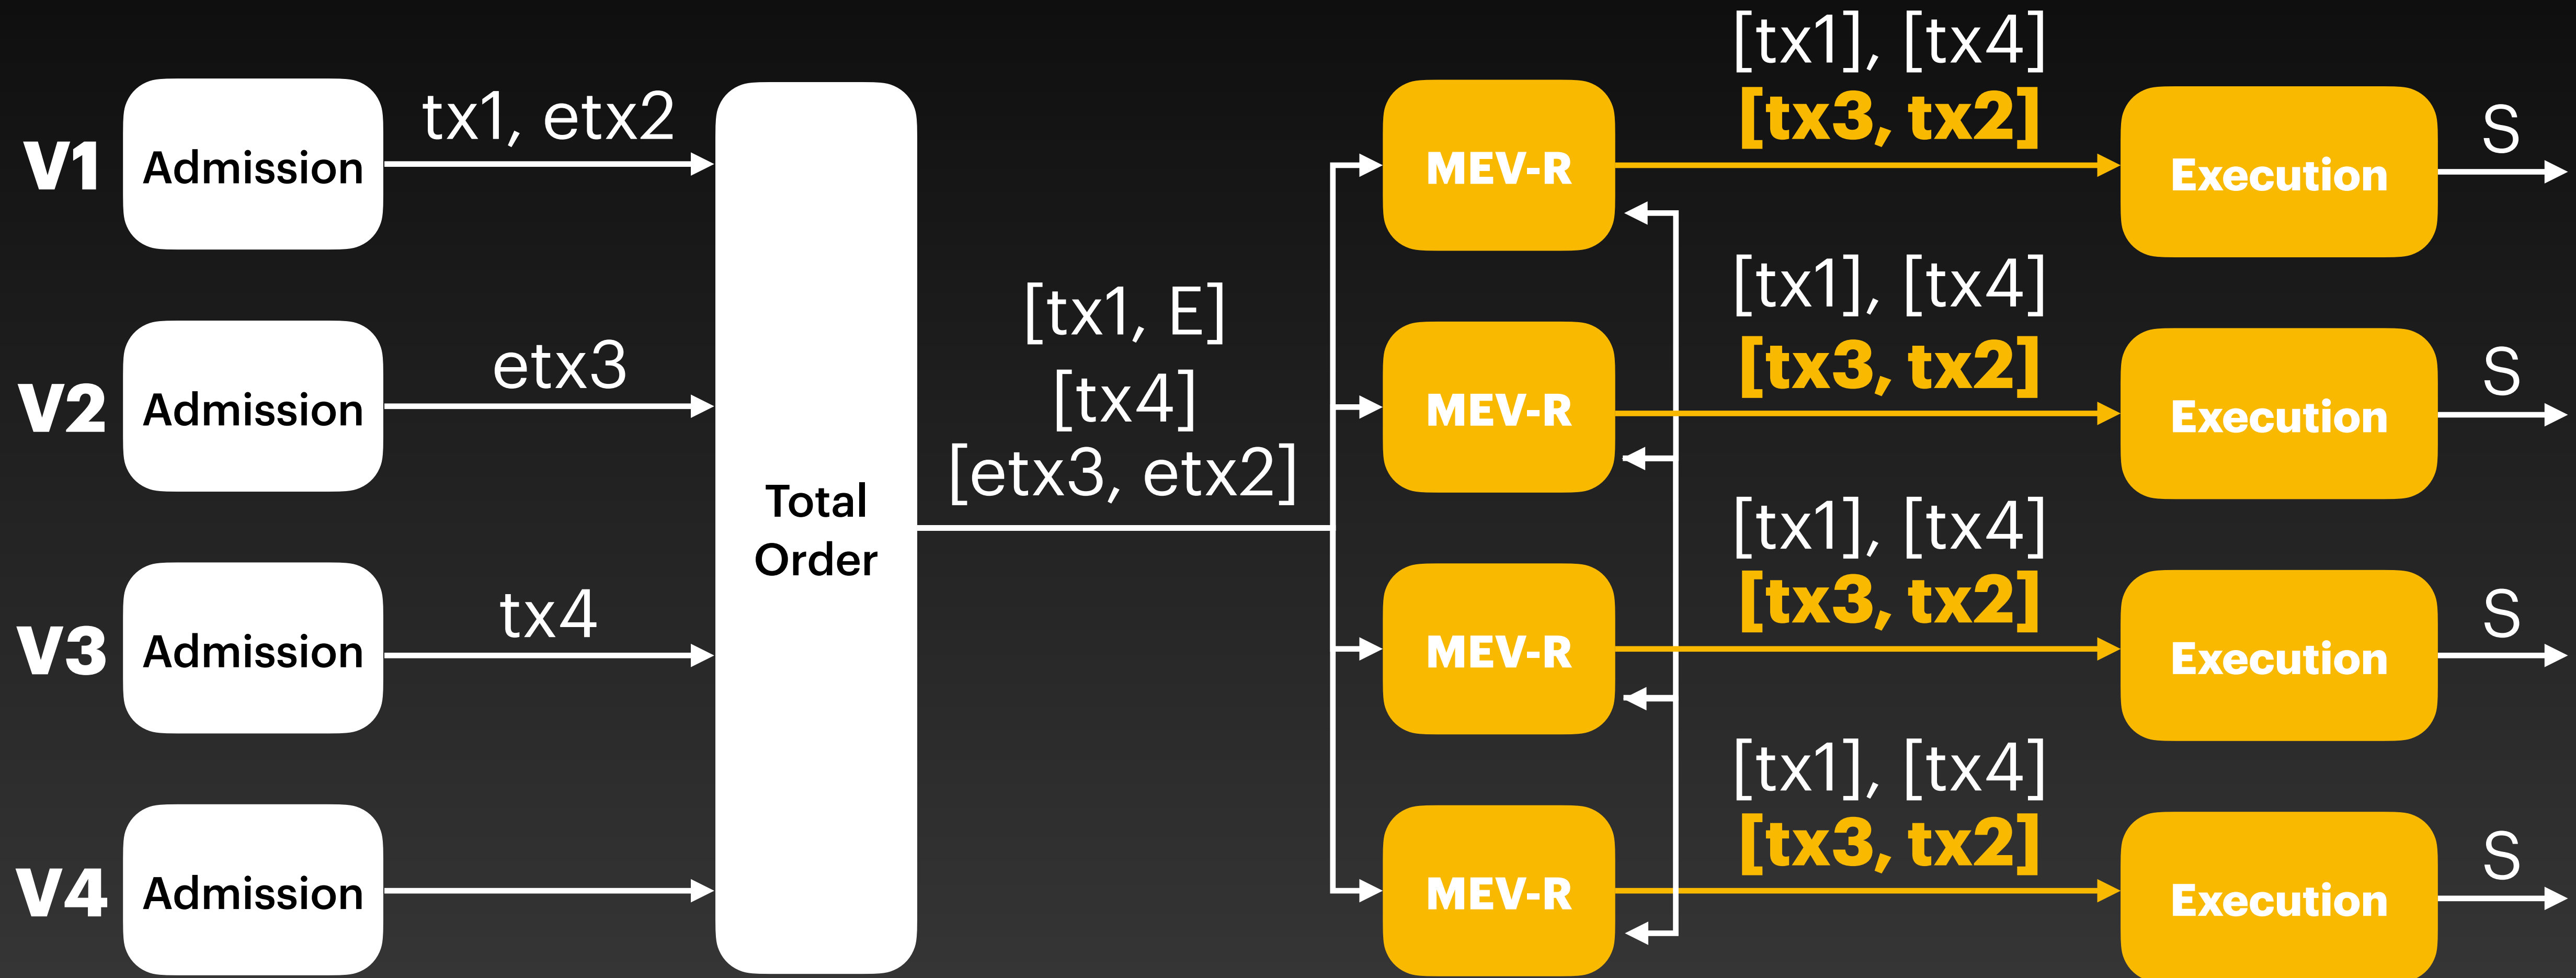 V1
Admission
tx1, etx2
V2
Admission
etx3
V3
Admission
tx4
V4
Admission
Total
Order
[tx1, E]
[tx4]
[etx3, etx2]
MEV-R
[tx1], [tx4]
[tx3, tx2]
Execution
S
MEV-R
[tx1], [tx4]
[tx3, tx2]
Execution
S
MEV-R
[tx1], [tx4]
[tx3, tx2]
Execution
S
MEV-R
[tx1], [tx4]
[tx3, tx2]
Execution
S